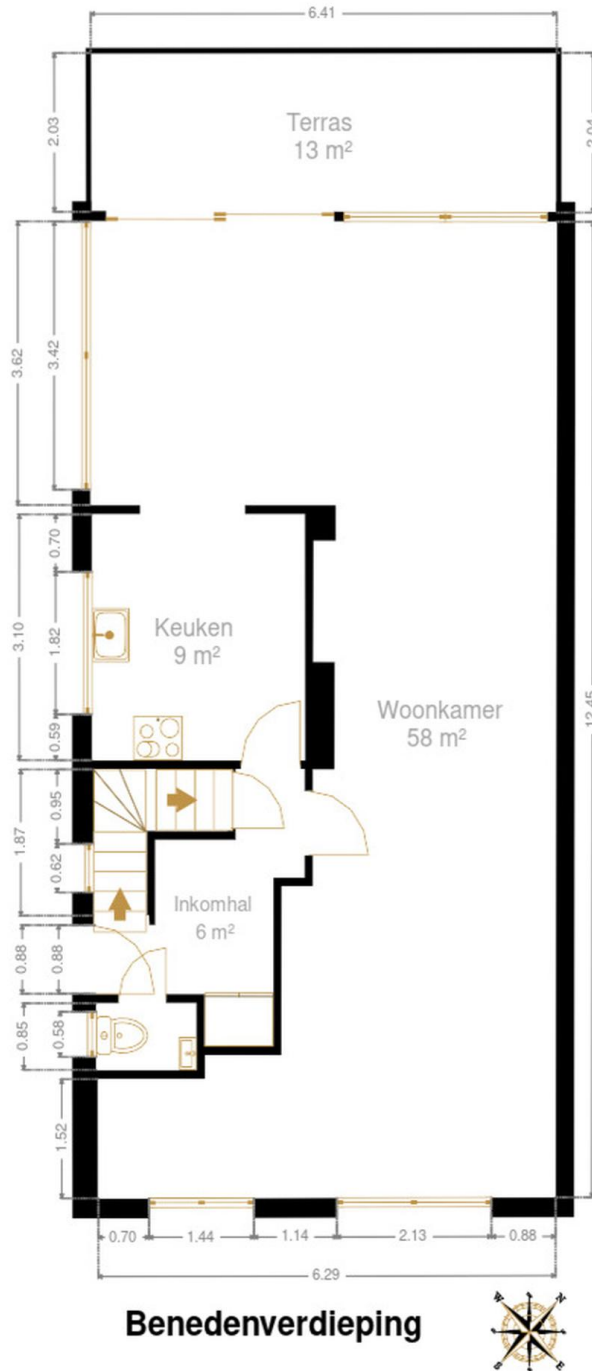 6.41
2.03
Terras
13 m²
2.04
3.62
3.42
0.70
3.10
1.82
0.59
Keuken
9 m²
Woonkamer
58 m²
12.45
1.87
0.95
0.62
Inkomhal
6 m²
0.88
0.88
0.85
0.58
1.52
0.70
1.44
1.14
2.13
0.88
6.29
Benedenverdieping
W
N
S
E